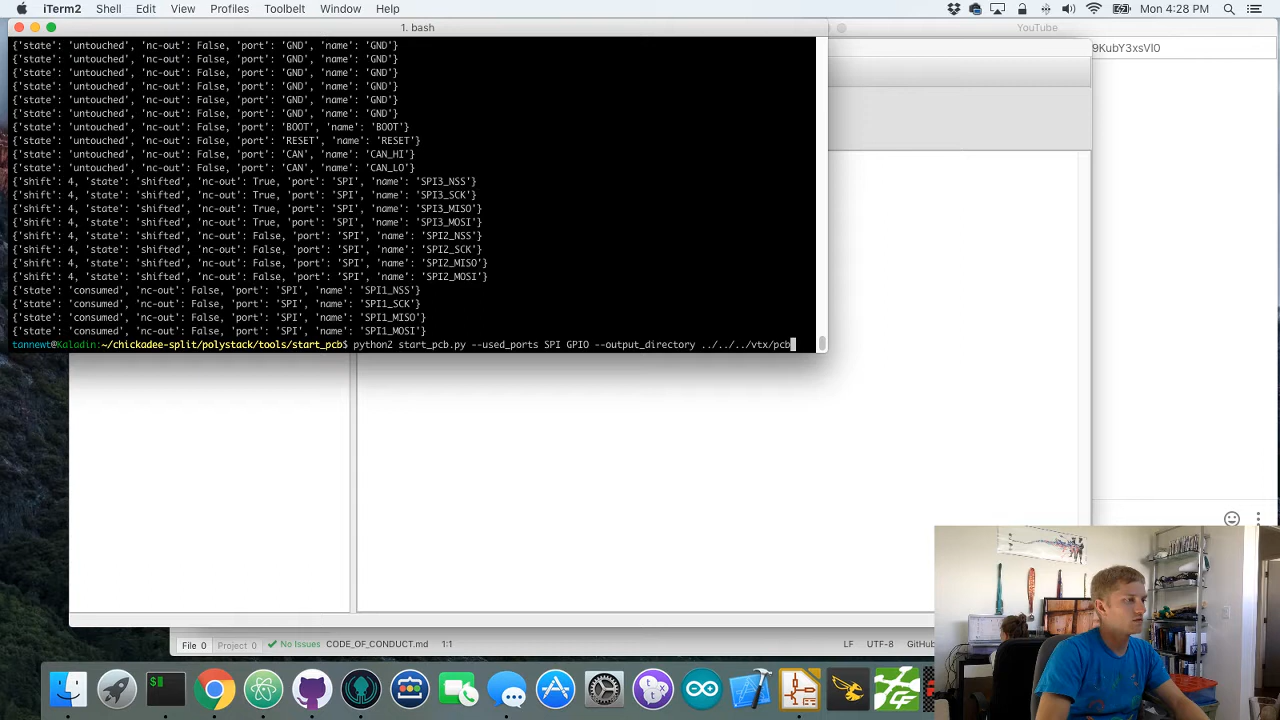 iTerm2 Shell Edit View Profiles Toolbelt Window Help Mon 4:28 PM
1. bash
YouTube
9KubY3xsVI0
{'state': 'untouched', 'nc-out': False, 'port': 'GND', 'name': 'GND'}
{'state': 'untouched', 'nc-out': False, 'port': 'GND', 'name': 'GND'}
{'state': 'untouched', 'nc-out': False, 'port': 'GND', 'name': 'GND'}
{'state': 'untouched', 'nc-out': False, 'port': 'GND', 'name': 'GND'}
{'state': 'untouched', 'nc-out': False, 'port': 'GND', 'name': 'GND'}
{'state': 'untouched', 'nc-out': False, 'port': 'GND', 'name': 'GND'}
{'state': 'untouched', 'nc-out': False, 'port': 'BOOT', 'name': 'BOOT'}
{'state': 'untouched', 'nc-out': False, 'port': 'RESET', 'name': 'RESET'}
{'state': 'untouched', 'nc-out': False, 'port': 'CAN', 'name': 'CAN_HI'}
{'state': 'untouched', 'nc-out': False, 'port': 'CAN', 'name': 'CAN_LO'}
{'shift': 4, 'state': 'shifted', 'nc-out': True, 'port': 'SPI', 'name': 'SPI3_NSS'}
{'shift': 4, 'state': 'shifted', 'nc-out': True, 'port': 'SPI', 'name': 'SPI3_SCK'}
{'shift': 4, 'state': 'shifted', 'nc-out': True, 'port': 'SPI', 'name': 'SPI3_MISO'}
{'shift': 4, 'state': 'shifted', 'nc-out': True, 'port': 'SPI', 'name': 'SPI3_MOSI'}
{'shift': 4, 'state': 'shifted', 'nc-out': False, 'port': 'SPI', 'name': 'SPI2_NSS'}
{'shift': 4, 'state': 'shifted', 'nc-out': False, 'port': 'SPI', 'name': 'SPI2_SCK'}
{'shift': 4, 'state': 'shifted', 'nc-out': False, 'port': 'SPI', 'name': 'SPI2_MISO'}
{'shift': 4, 'state': 'shifted', 'nc-out': False, 'port': 'SPI', 'name': 'SPI2_MOSI'}
{'state': 'consumed', 'nc-out': False, 'port': 'SPI', 'name': 'SPI1_NSS'}
{'state': 'consumed', 'nc-out': False, 'port': 'SPI', 'name': 'SPI1_SCK'}
{'state': 'consumed', 'nc-out': False, 'port': 'SPI', 'name': 'SPI1_MISO'}
{'state': 'consumed', 'nc-out': False, 'port': 'SPI', 'name': 'SPI1_MOSI'}
tannewt@Kaladin:~/chickadee-split/polystack/tools/start_pcb$ python2 start_pcb.py --used_ports SPI GPIO --output_directory ../../../vtx/pcb
File 0 Project 0 No Issues CODE_OF_CONDUCT.md 1:1 LF UTF-8 GitHub
$